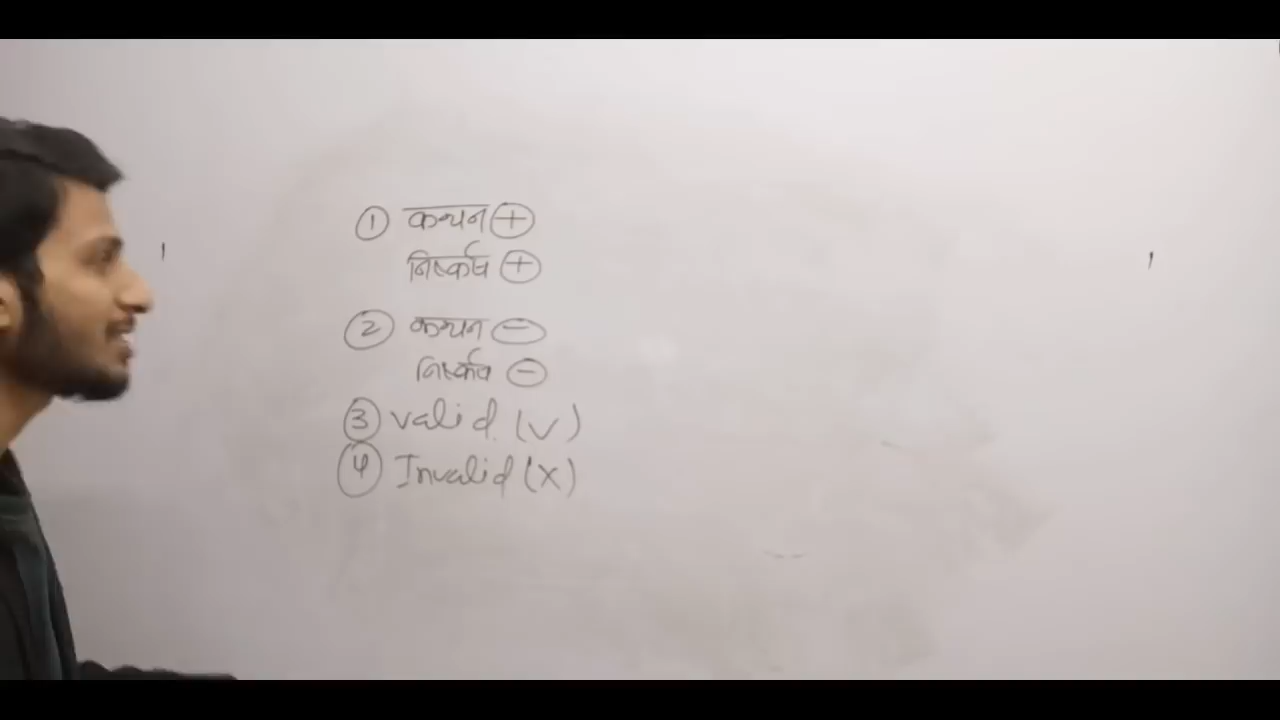 ① कथन ⊕
निष्कर्ष ⊕
② कथन ⊖
निष्कर्ष ⊖
③ valid (✓)
④ Invalid (X)